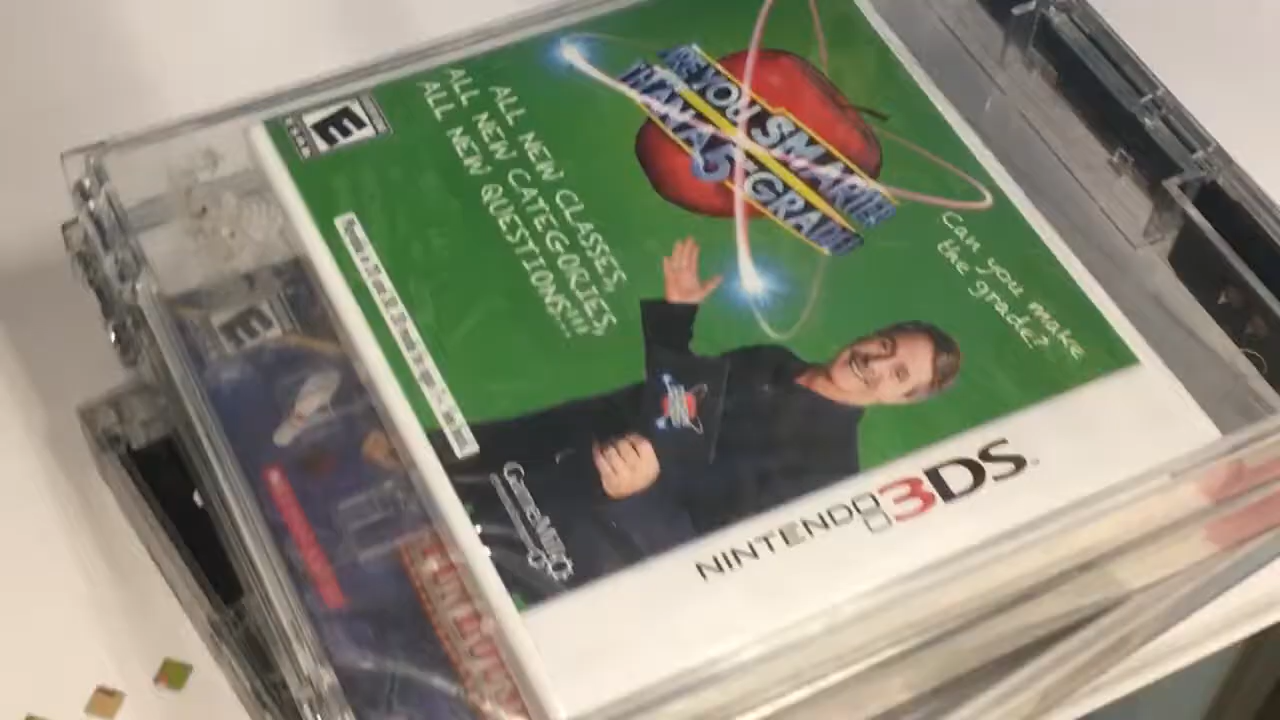 ARE YOU SMARTER
THAN A 5TH GRADER
Can you make
the grade?
ALL NEW CLASSES,
ALL NEW CATEGORIES,
ALL NEW QUESTIONS!!!
E
GameMill
NINTENDO 3DS
E